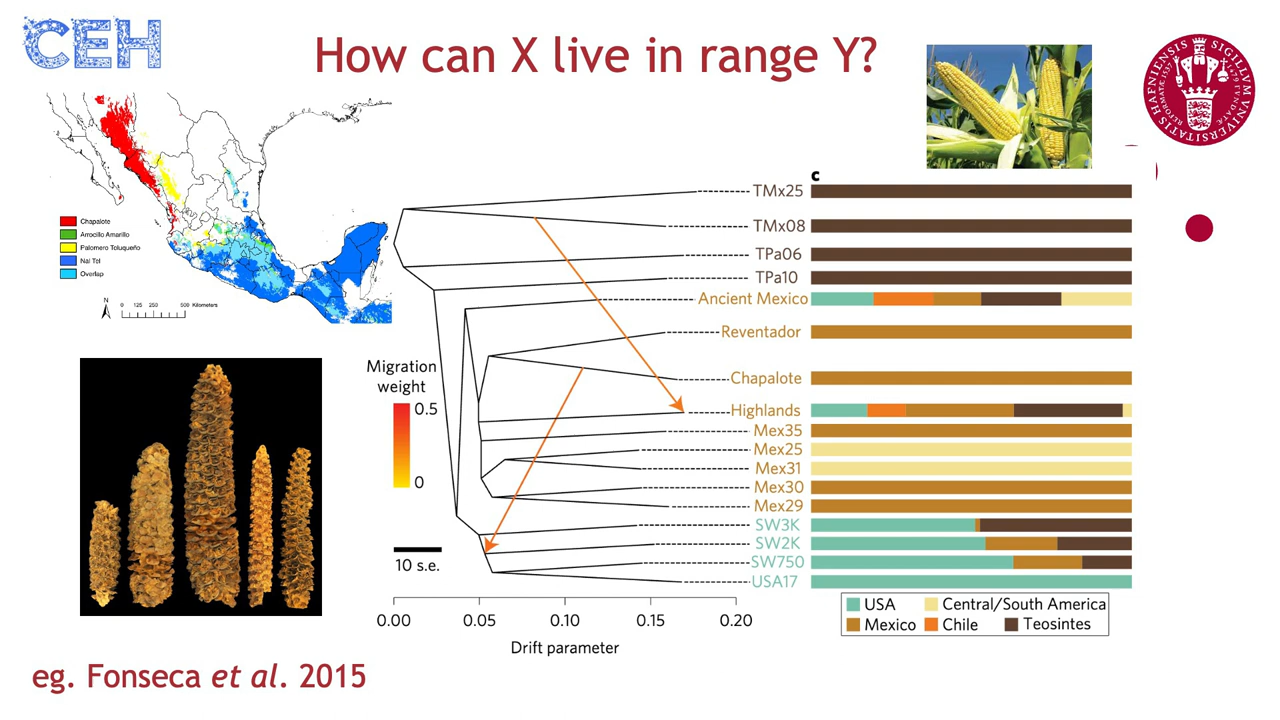 CEH
How can X live in range Y?
Chapalote
Arrocillo Amarillo
Palomero Toluqueño
Nal Tel
Overlap
N
0 125 250 500 Kilometers
c
TMx25
TMx08
TPa06
TPa10
Ancient Mexico
Reventador
Chapalote
Highlands
Mex35
Mex25
Mex31
Mex30
Mex29
SW3K
SW2K
SW750
USA17
Migration
weight
0.5
0
10 s.e.
0.00 0.05 0.10 0.15 0.20
Drift parameter
USA Central/South America
Mexico Chile Teosintes
eg. Fonseca et al. 2015